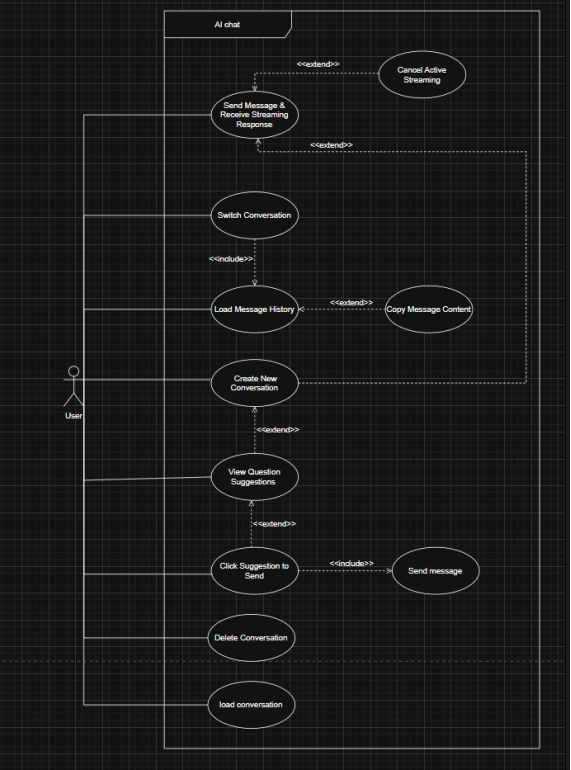 AI chat
<<extend>>
Cancel Active
Streaming
Send Message &
Receive Streaming
Response
<<extend>>
Switch Conversation
<<include>>
Load Message History
<<extend>>
Copy Message Content
Create New
Conversation
User
<<extend>>
View Question
Suggestions
<<extend>>
Click Suggestion to
Send
<<include>>
Send message
Delete Conversation
load conversation